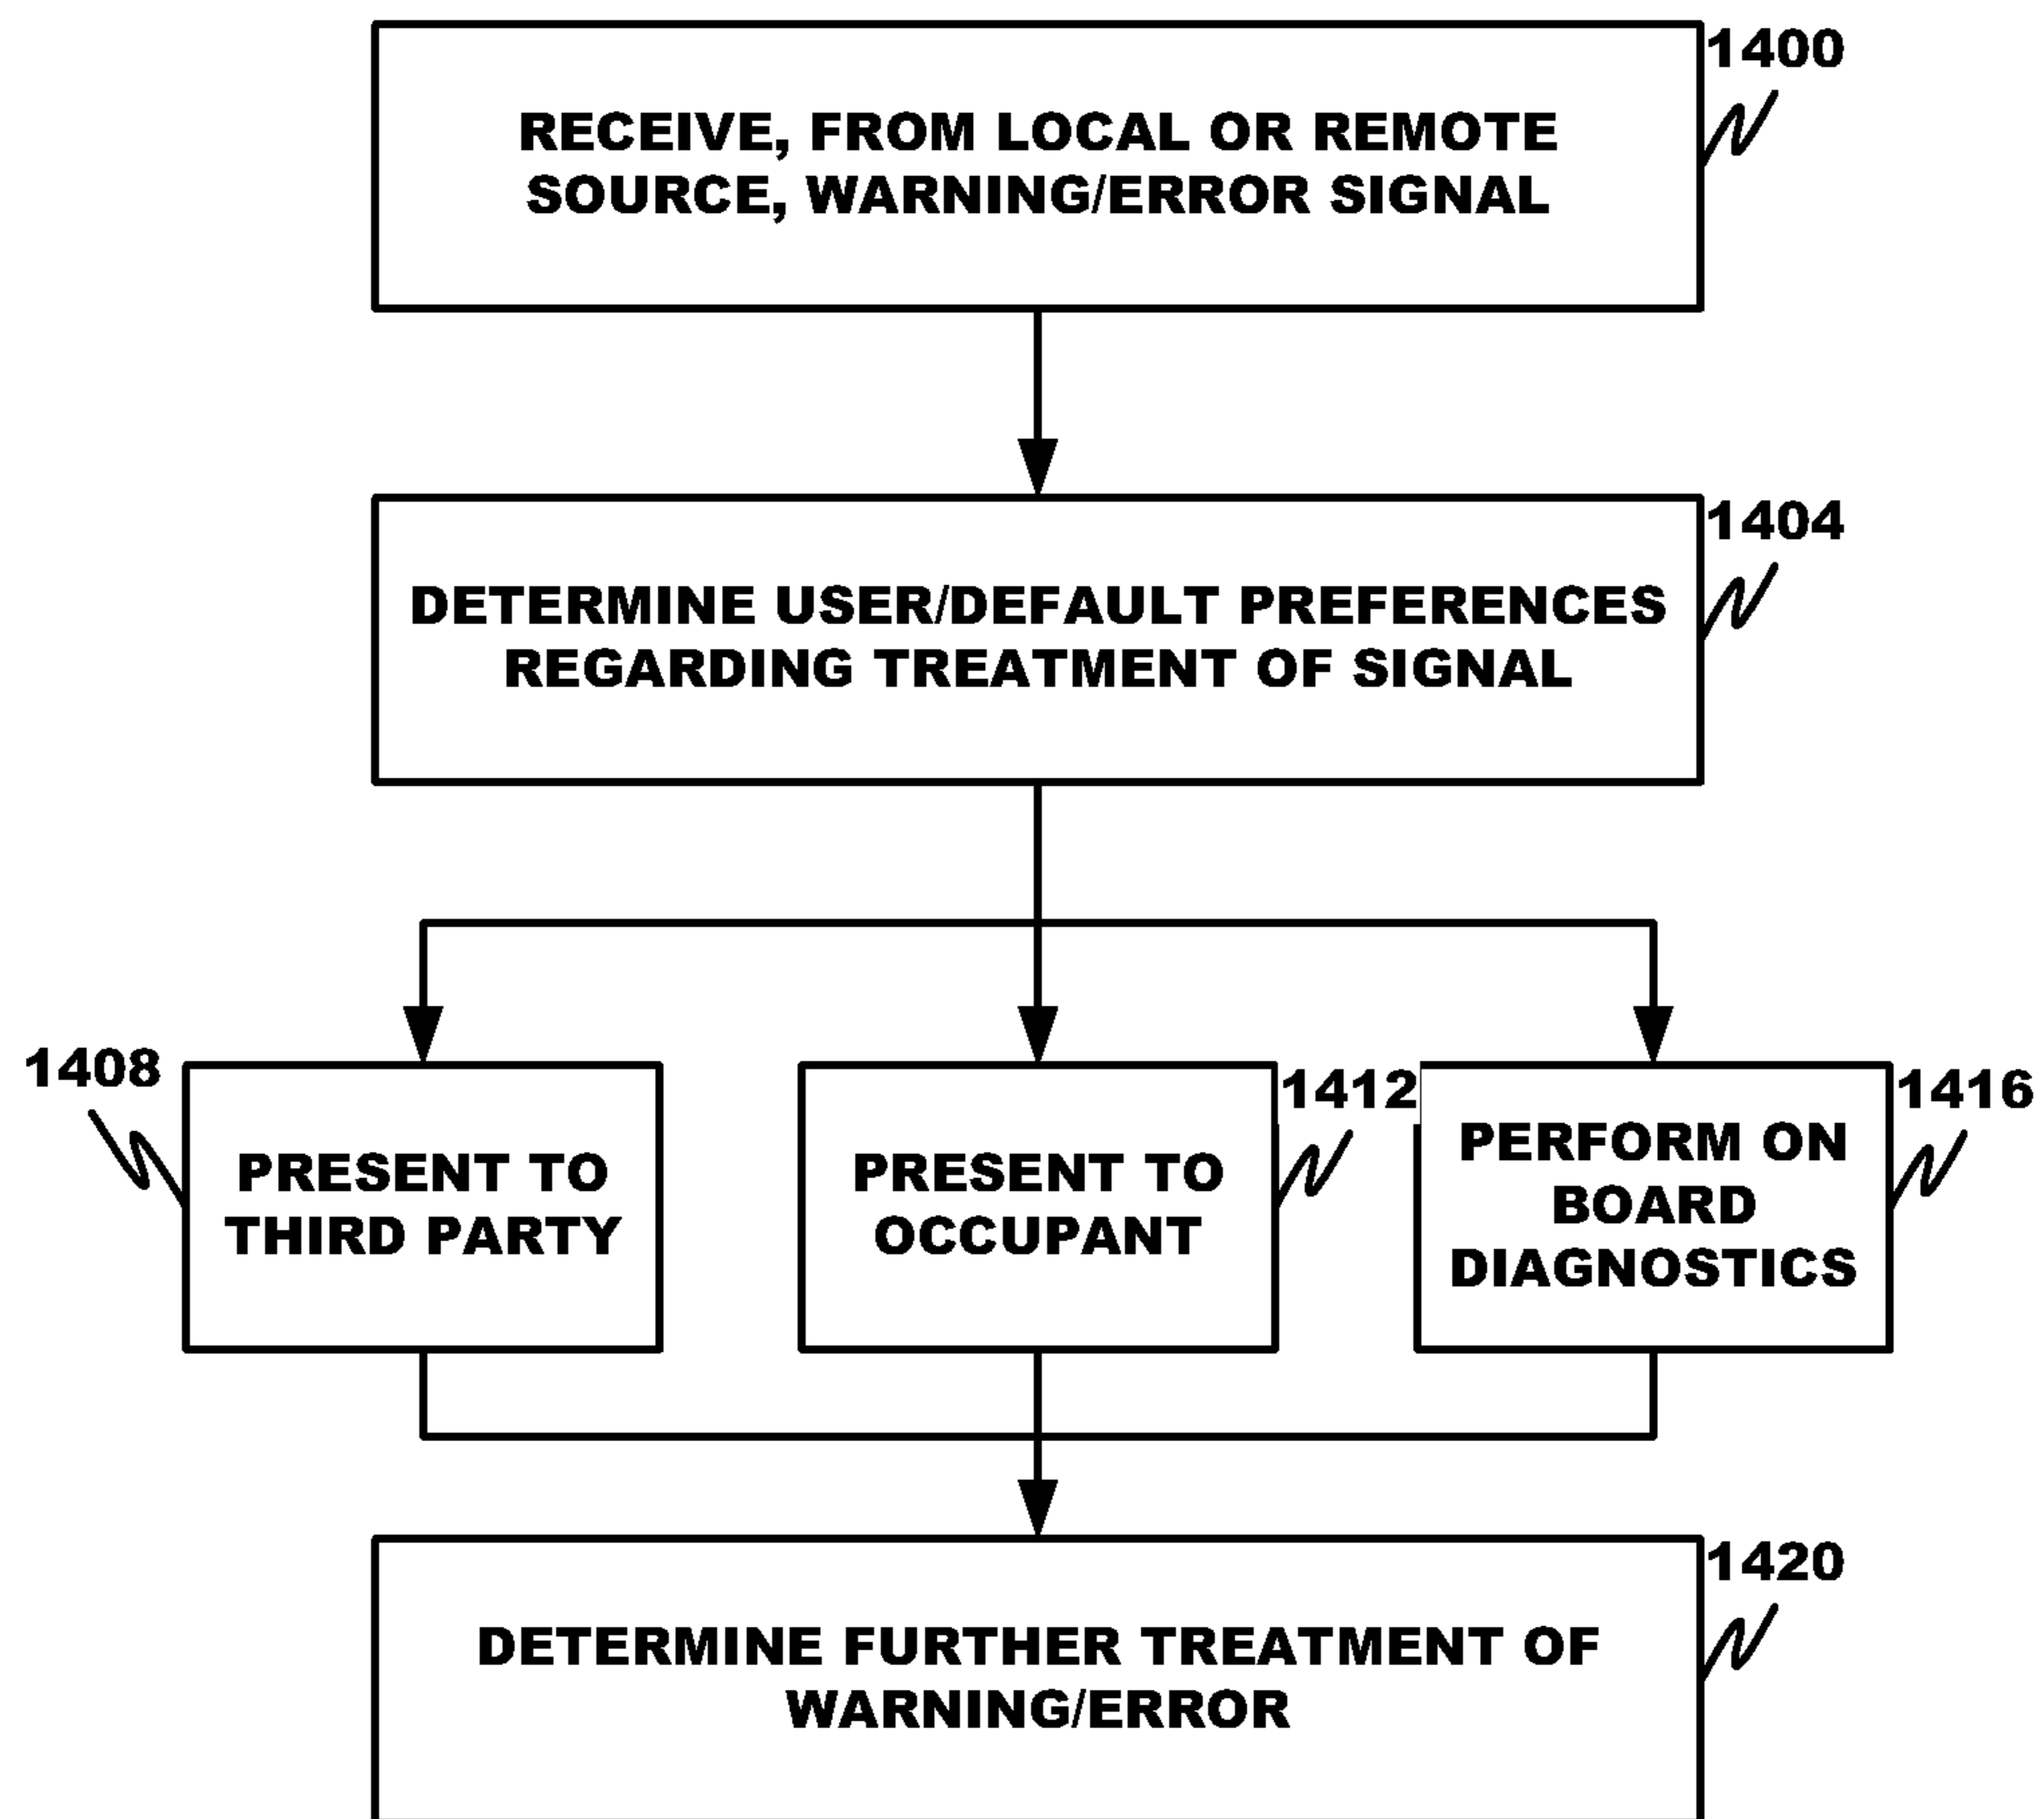 1400
RECEIVE, FROM LOCAL OR REMOTE
SOURCE, WARNING/ERROR SIGNAL
1404
DETERMINE USER/DEFAULT PREFERENCES
REGARDING TREATMENT OF SIGNAL
1408
PRESENT TO
THIRD PARTY
1412
PRESENT TO
OCCUPANT
1416
PERFORM ON
BOARD
DIAGNOSTICS
1420
DETERMINE FURTHER TREATMENT OF
WARNING/ERROR